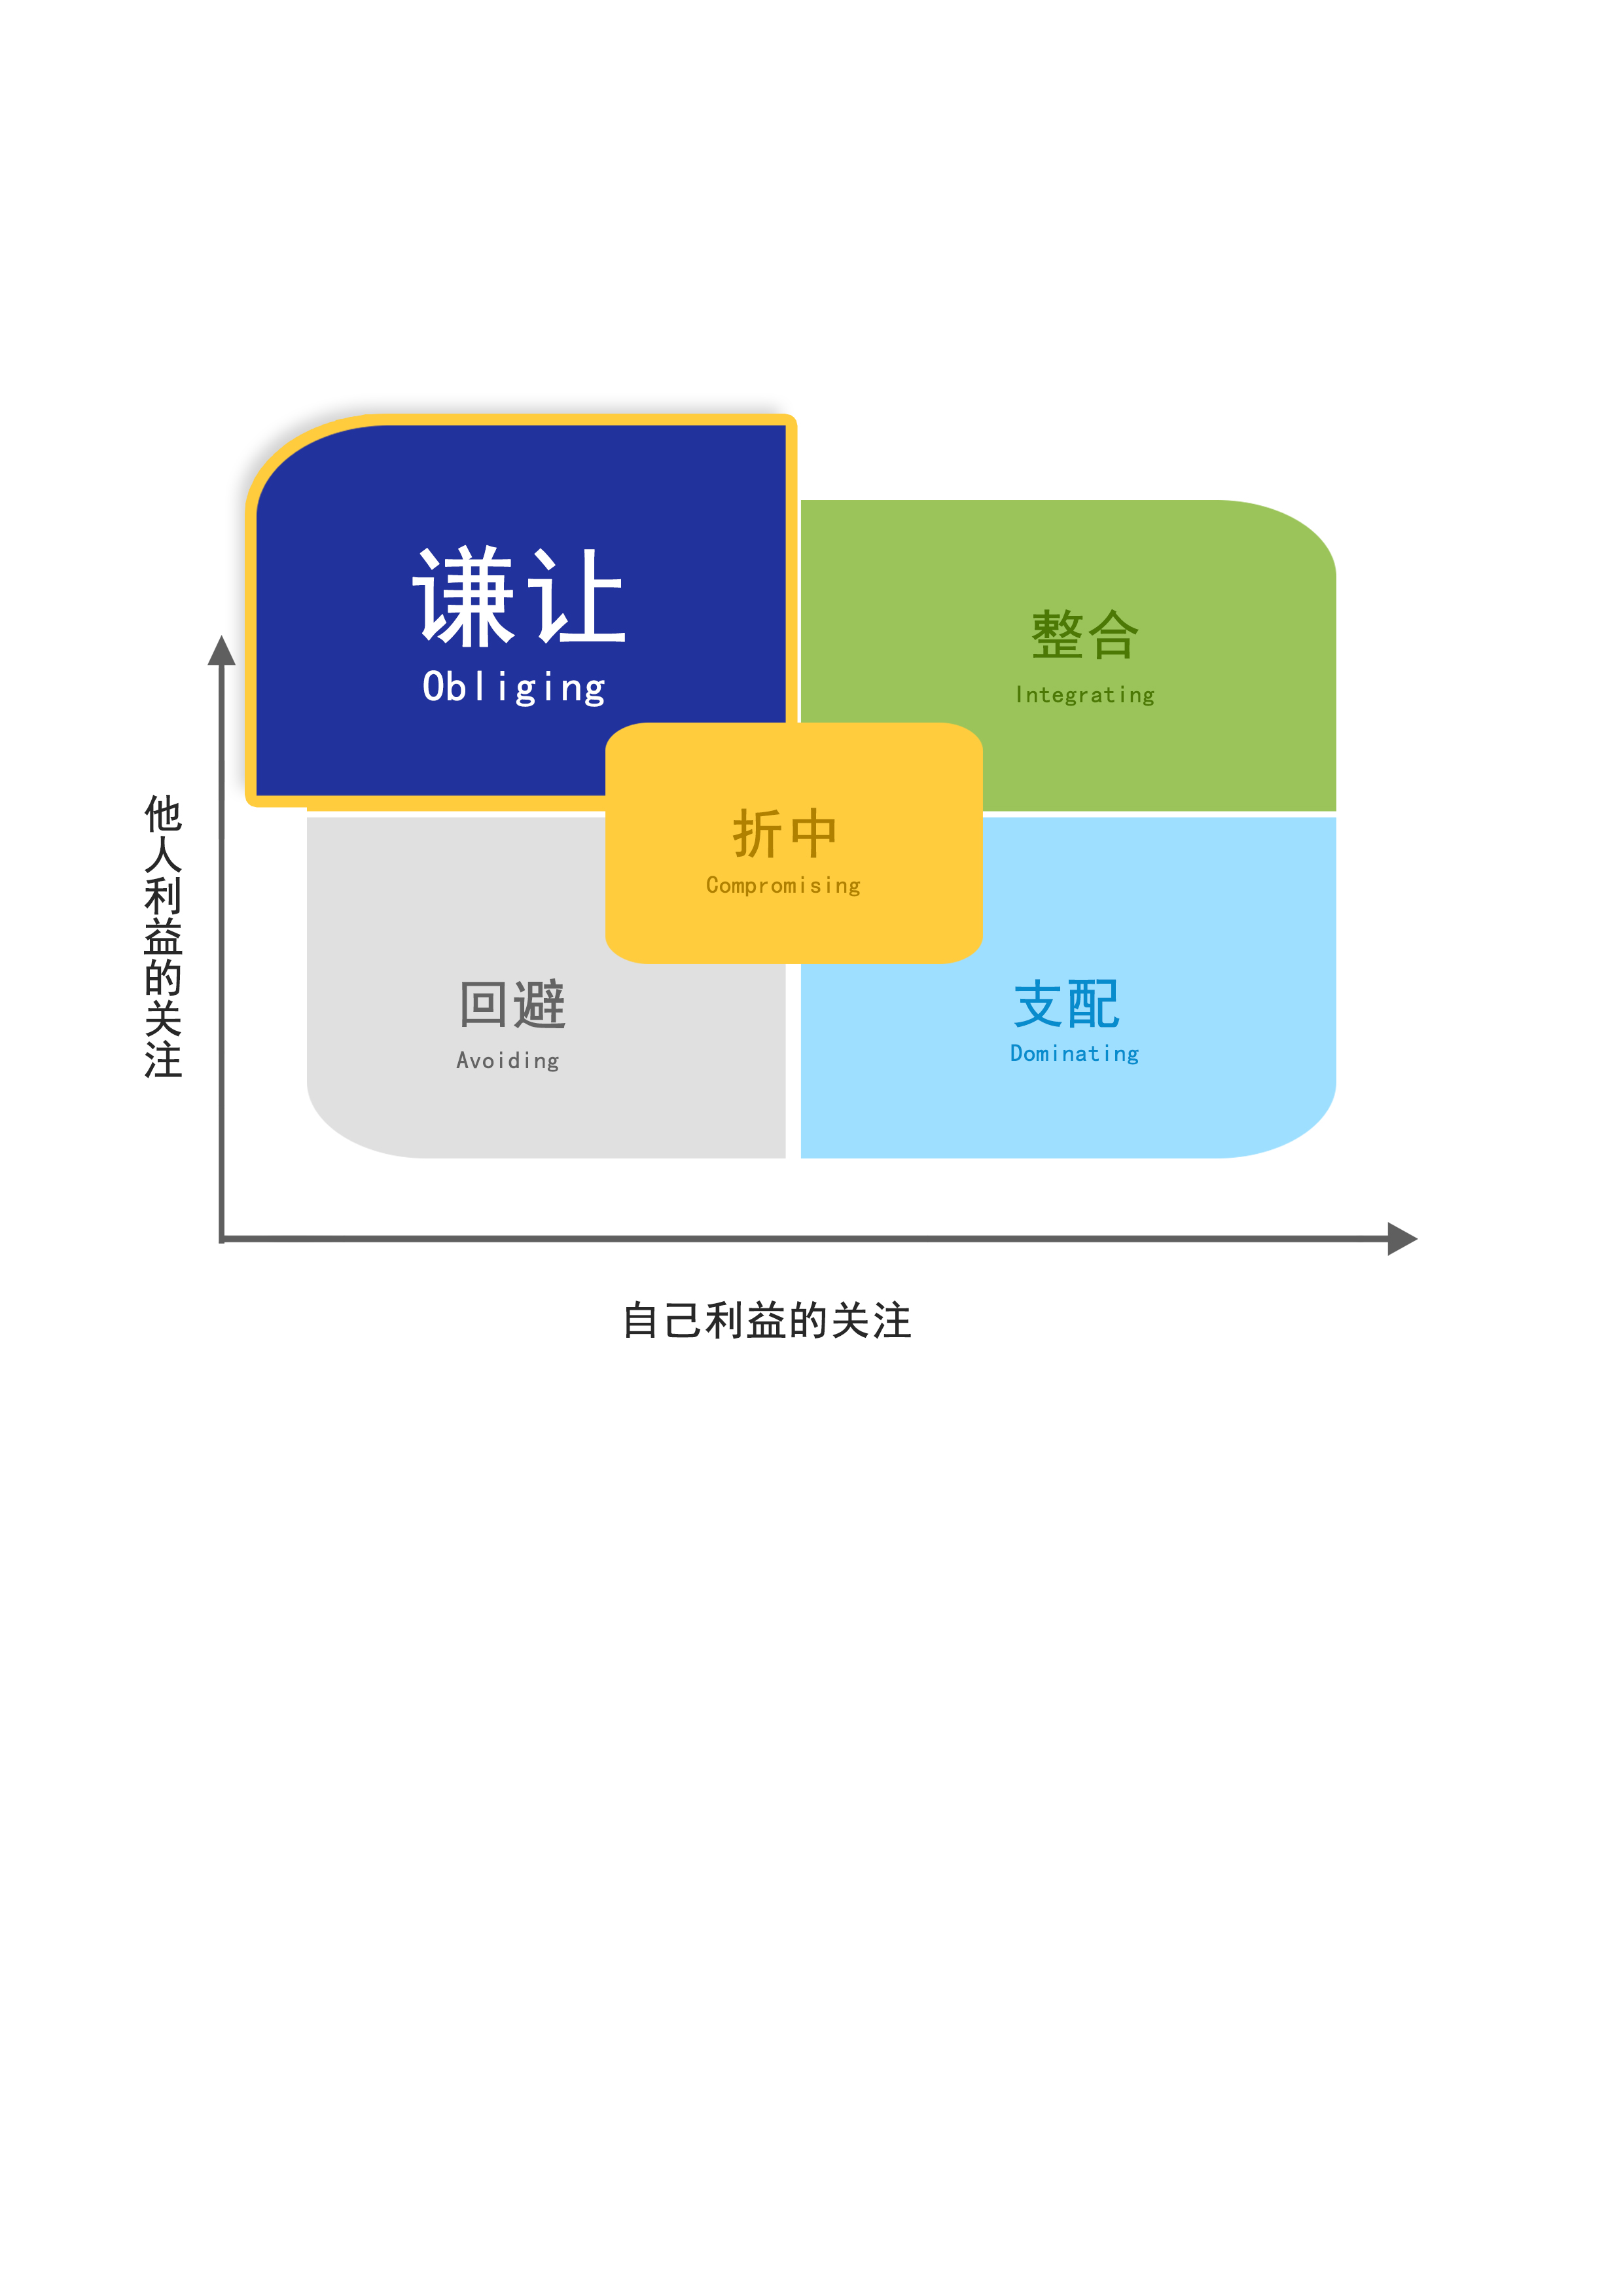 谦让
Obliging
整合
Integrating
折中
Compromising
回避
Avoiding
支配
Dominating
他人利益的关注
自己利益的关注